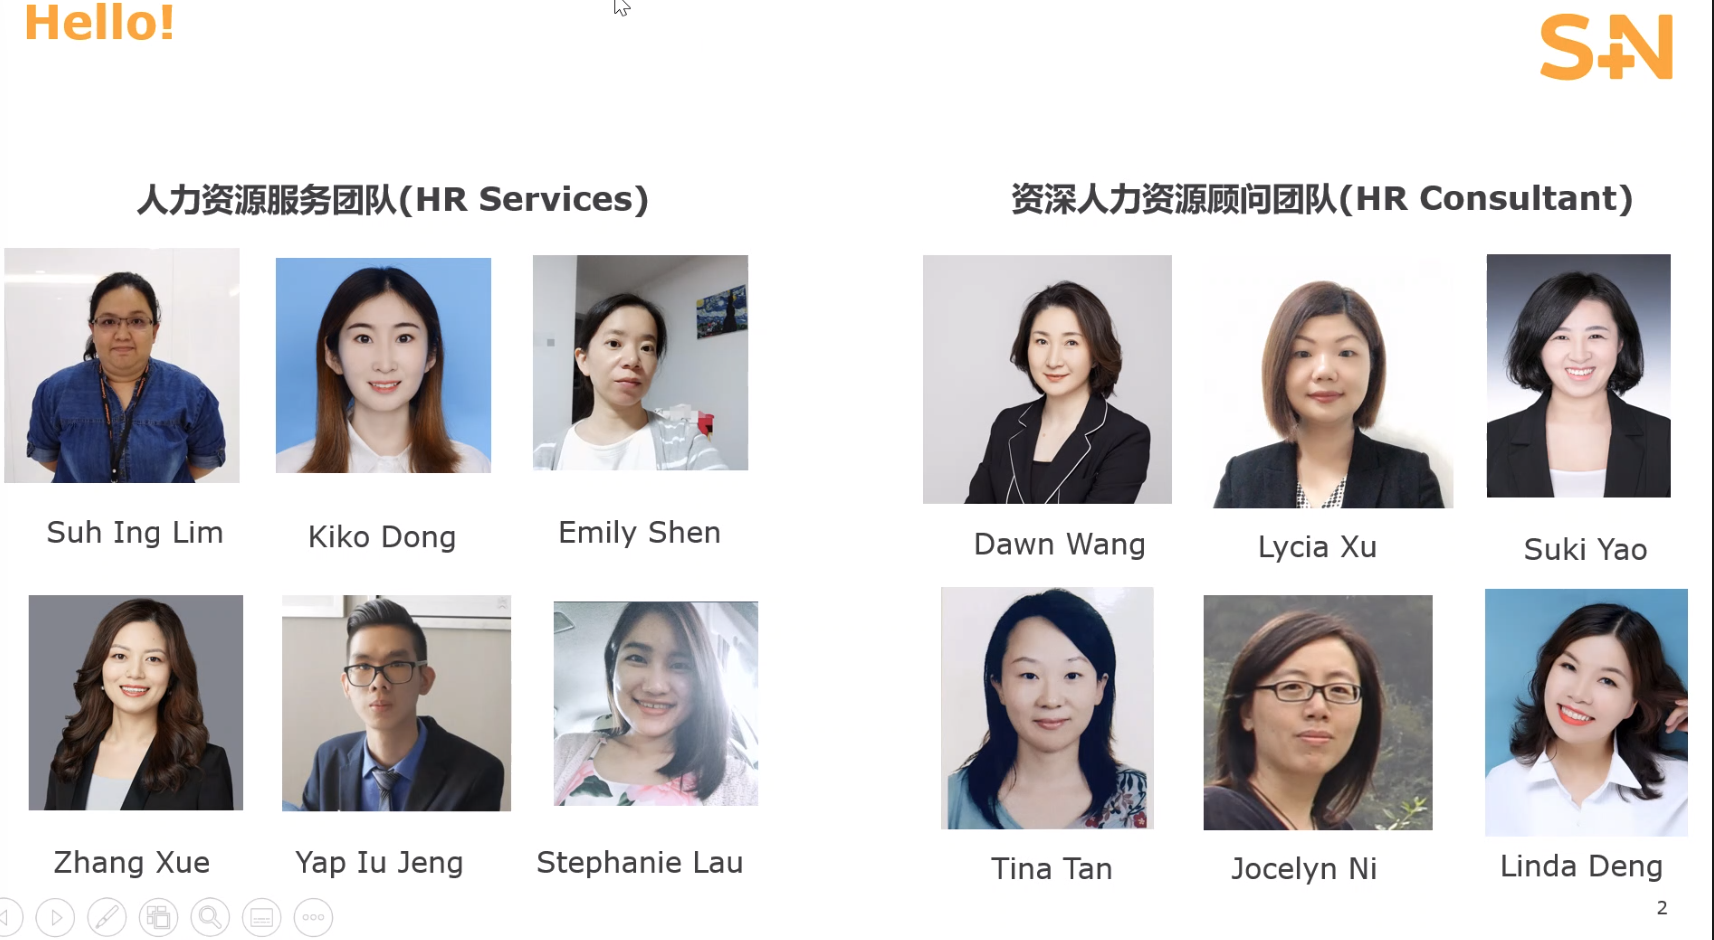 Hello!
S+N
人力资源服务团队(HR Services)
资深人力资源顾问团队(HR Consultant)
Suh Ing Lim
Kiko Dong
Emily Shen
Dawn Wang
Lycia Xu
Suki Yao
Zhang Xue
Yap Iu Jeng
Stephanie Lau
Tina Tan
Jocelyn Ni
Linda Deng
2